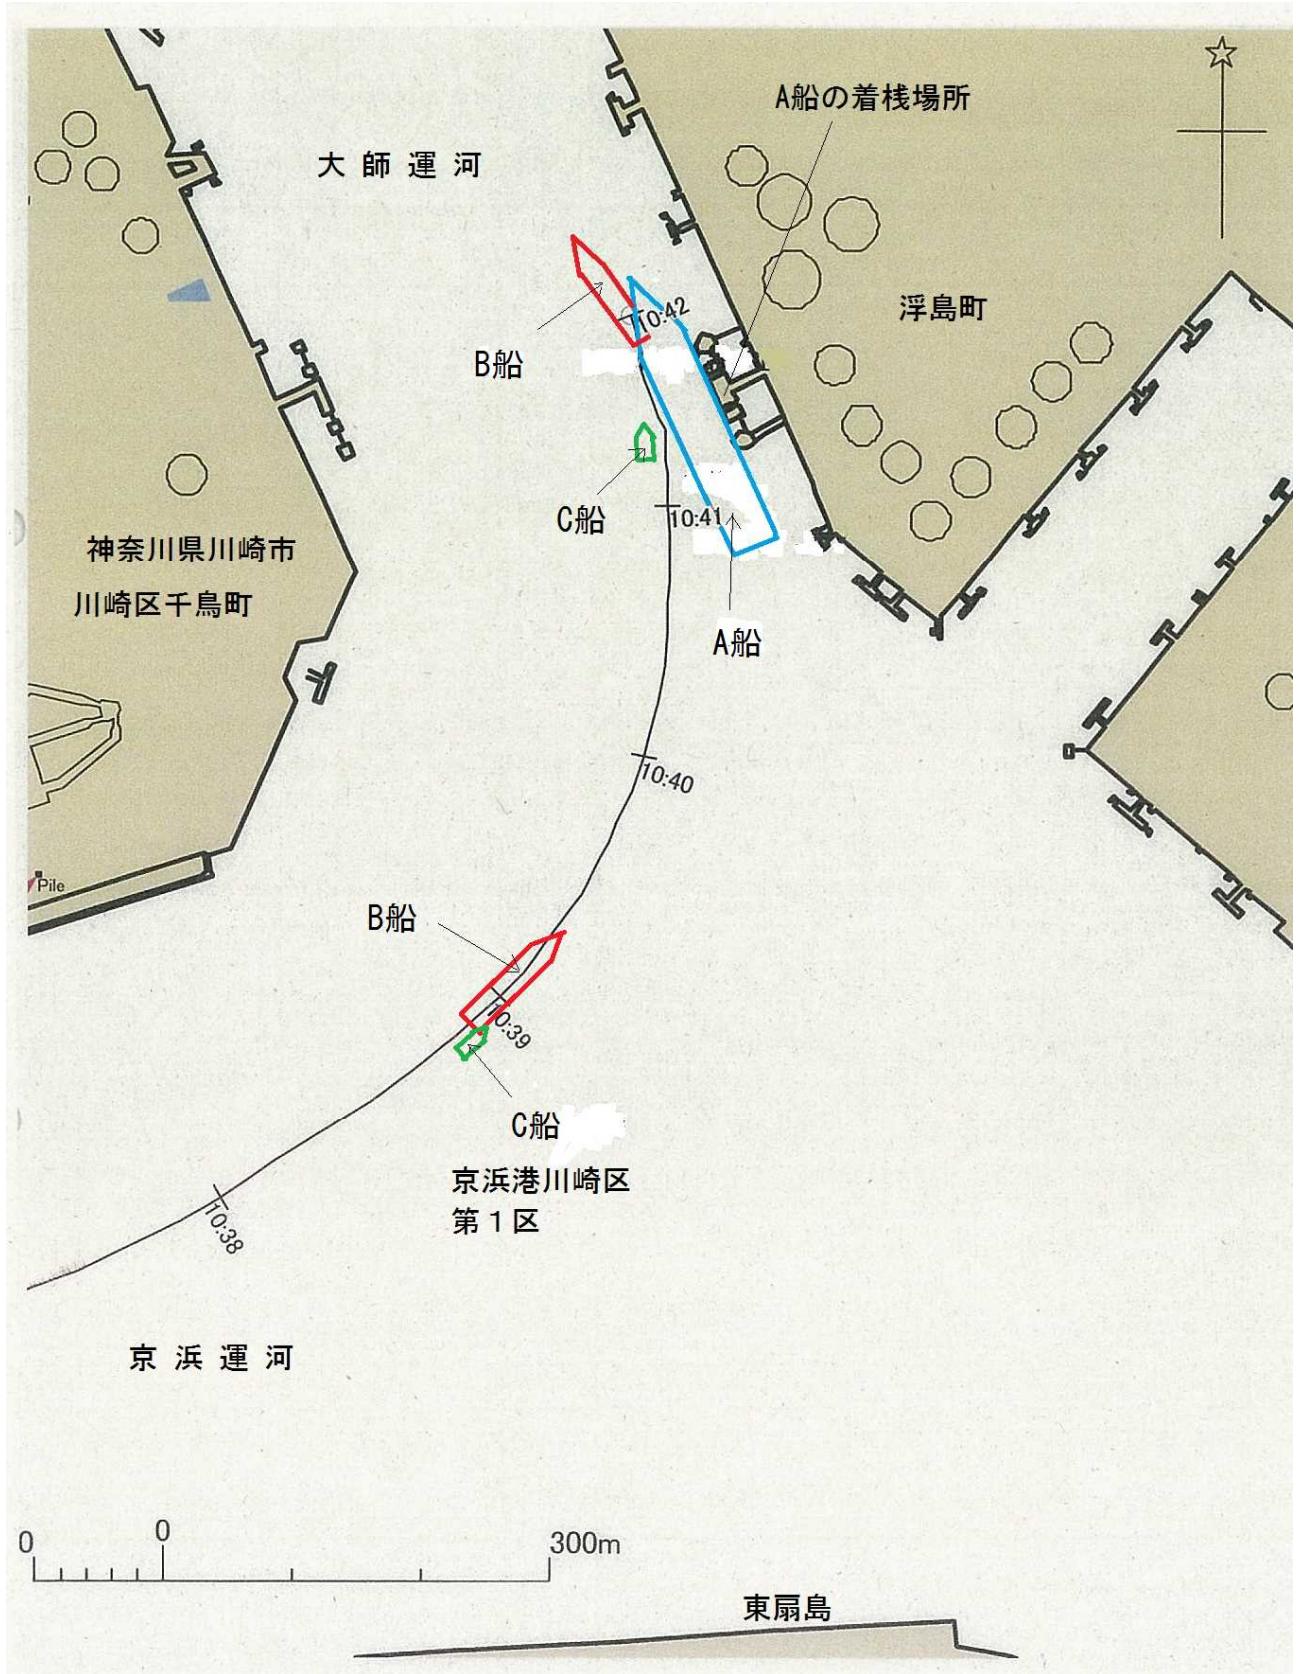 A船の着桟場所
大師運河
10:42
浮島町
B船
C船
10:41
神奈川県川崎市
川崎区千鳥町
A船
10:40
Pile
B船
10:39
C船
京浜港川崎区
第1区
10:38
京浜運河
0 0 300m
東扇島